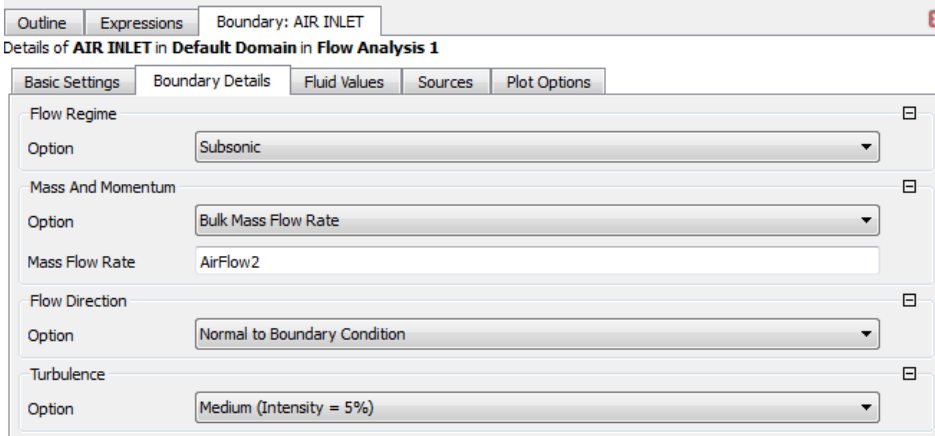 Outline Expressions Boundary: AIR INLET
Details of AIR INLET in Default Domain in Flow Analysis 1
Basic Settings Boundary Details Fluid Values Sources Plot Options
Flow Regime
Option Subsonic
Mass And Momentum
Option Bulk Mass Flow Rate
Mass Flow Rate AirFlow2
Flow Direction
Option Normal to Boundary Condition
Turbulence
Option Medium (Intensity = 5%)